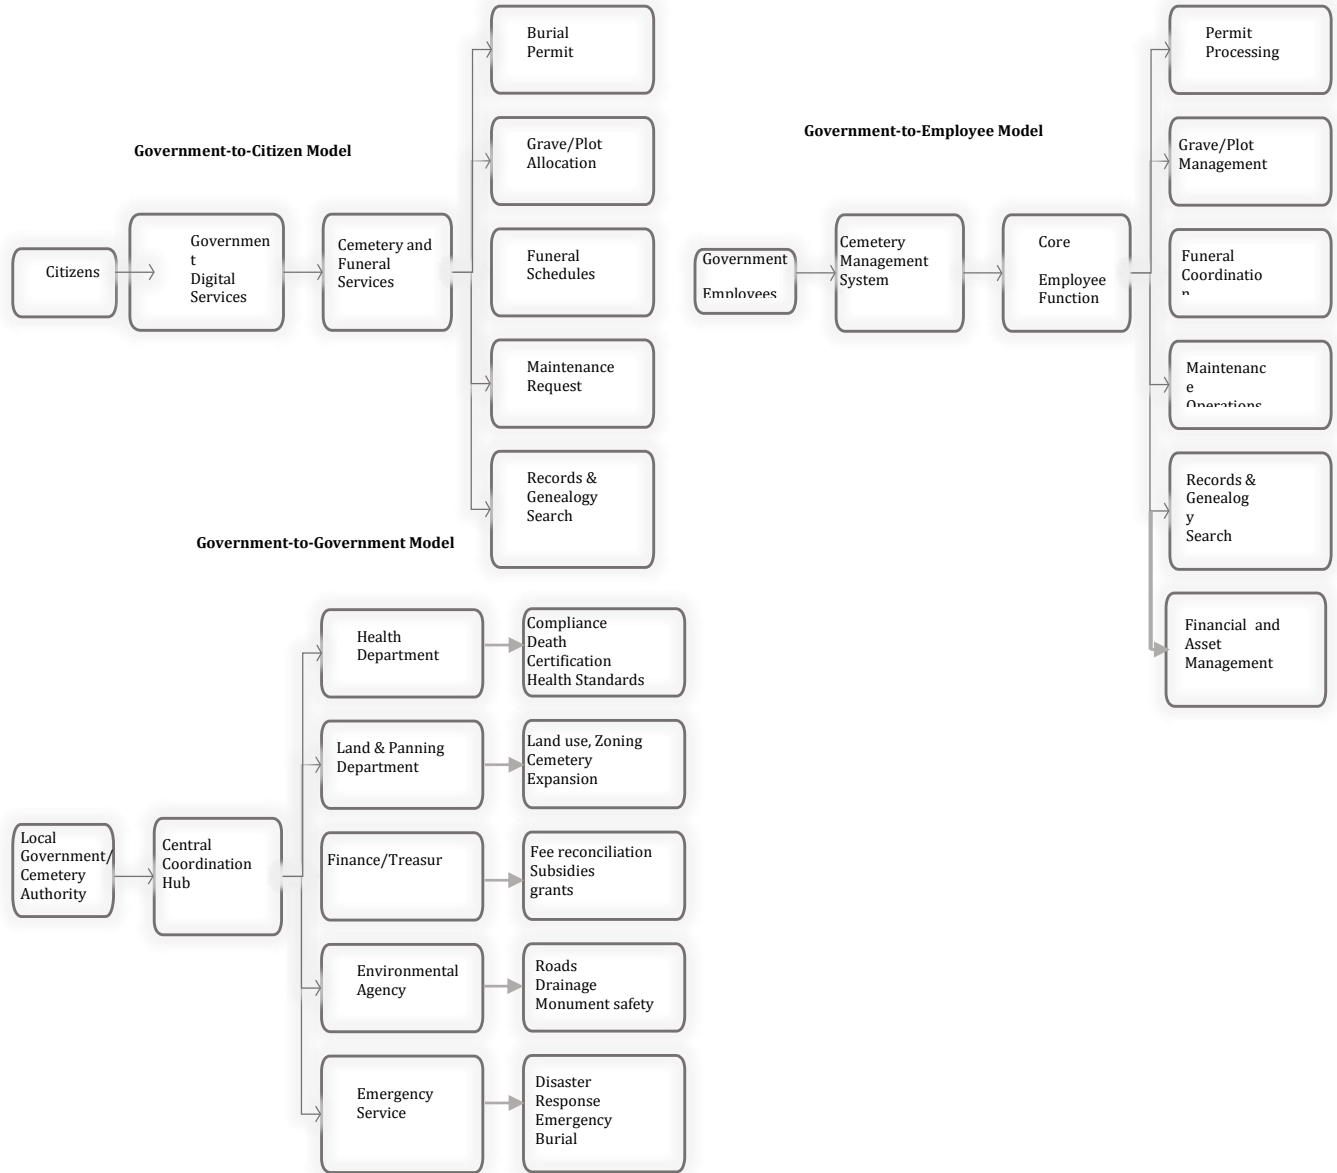 Government-to-Citizen Model
Citizens
Governmen
t
Digital
Services
Cemetery and
Funeral
Services
Burial
Permit
Grave/Plot
Allocation
Funeral
Schedules
Maintenance
Request
Records &
Genealogy
Search
Government-to-Employee Model
Government
Employees
Cemetery
Management
System
Core
Employee
Function
Permit
Processing
Grave/Plot
Management
Funeral
Coordinatio
n
Maintenanc
e
Operations
Records &
Genealog
y
Search
Financial and
Asset
Management
Government-to-Government Model
Local
Government/
Cemetery
Authority
Central
Coordination
Hub
Health
Department
Compliance
Death
Certification
Health Standards
Land & Panning
Department
Land use, Zoning
Cemetery
Expansion
Finance/Treasur
Fee reconciliation
Subsidies
grants
Environmental
Agency
Roads
Drainage
Monument safety
Emergency
Service
Disaster
Response
Emergency
Burial